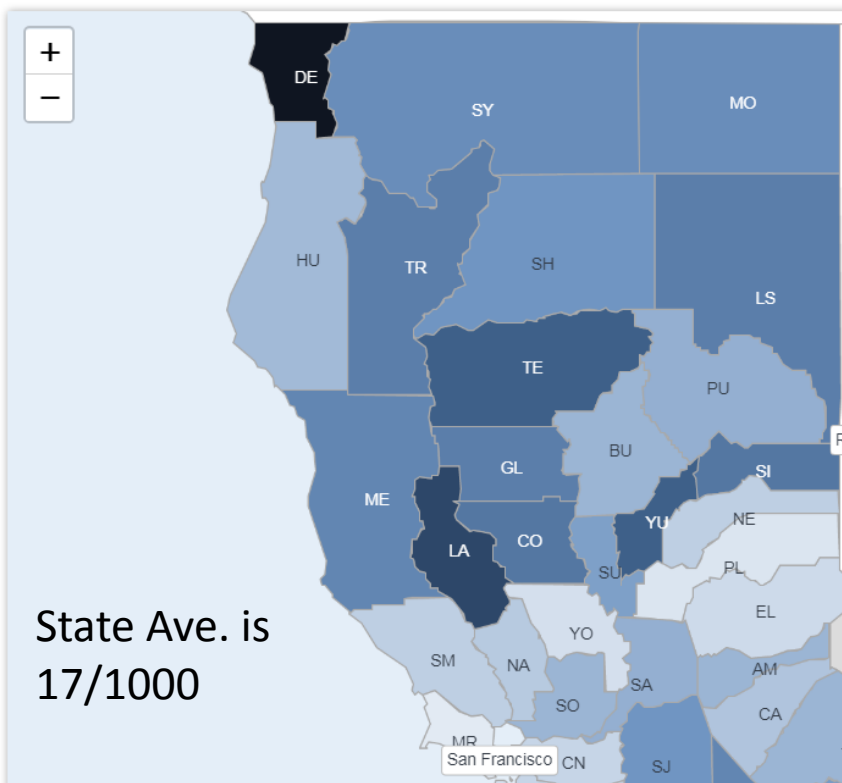 +
−
DE
SY
MO
HU
TR
SH
LS
TE
PU
BU
GL
SI
ME
LA
CO
YU
NE
SU
PL
EL
YO
State Ave. is
17/1000
SM
NA
SA
AM
SO
CA
MR
San Francisco
CN
SJ